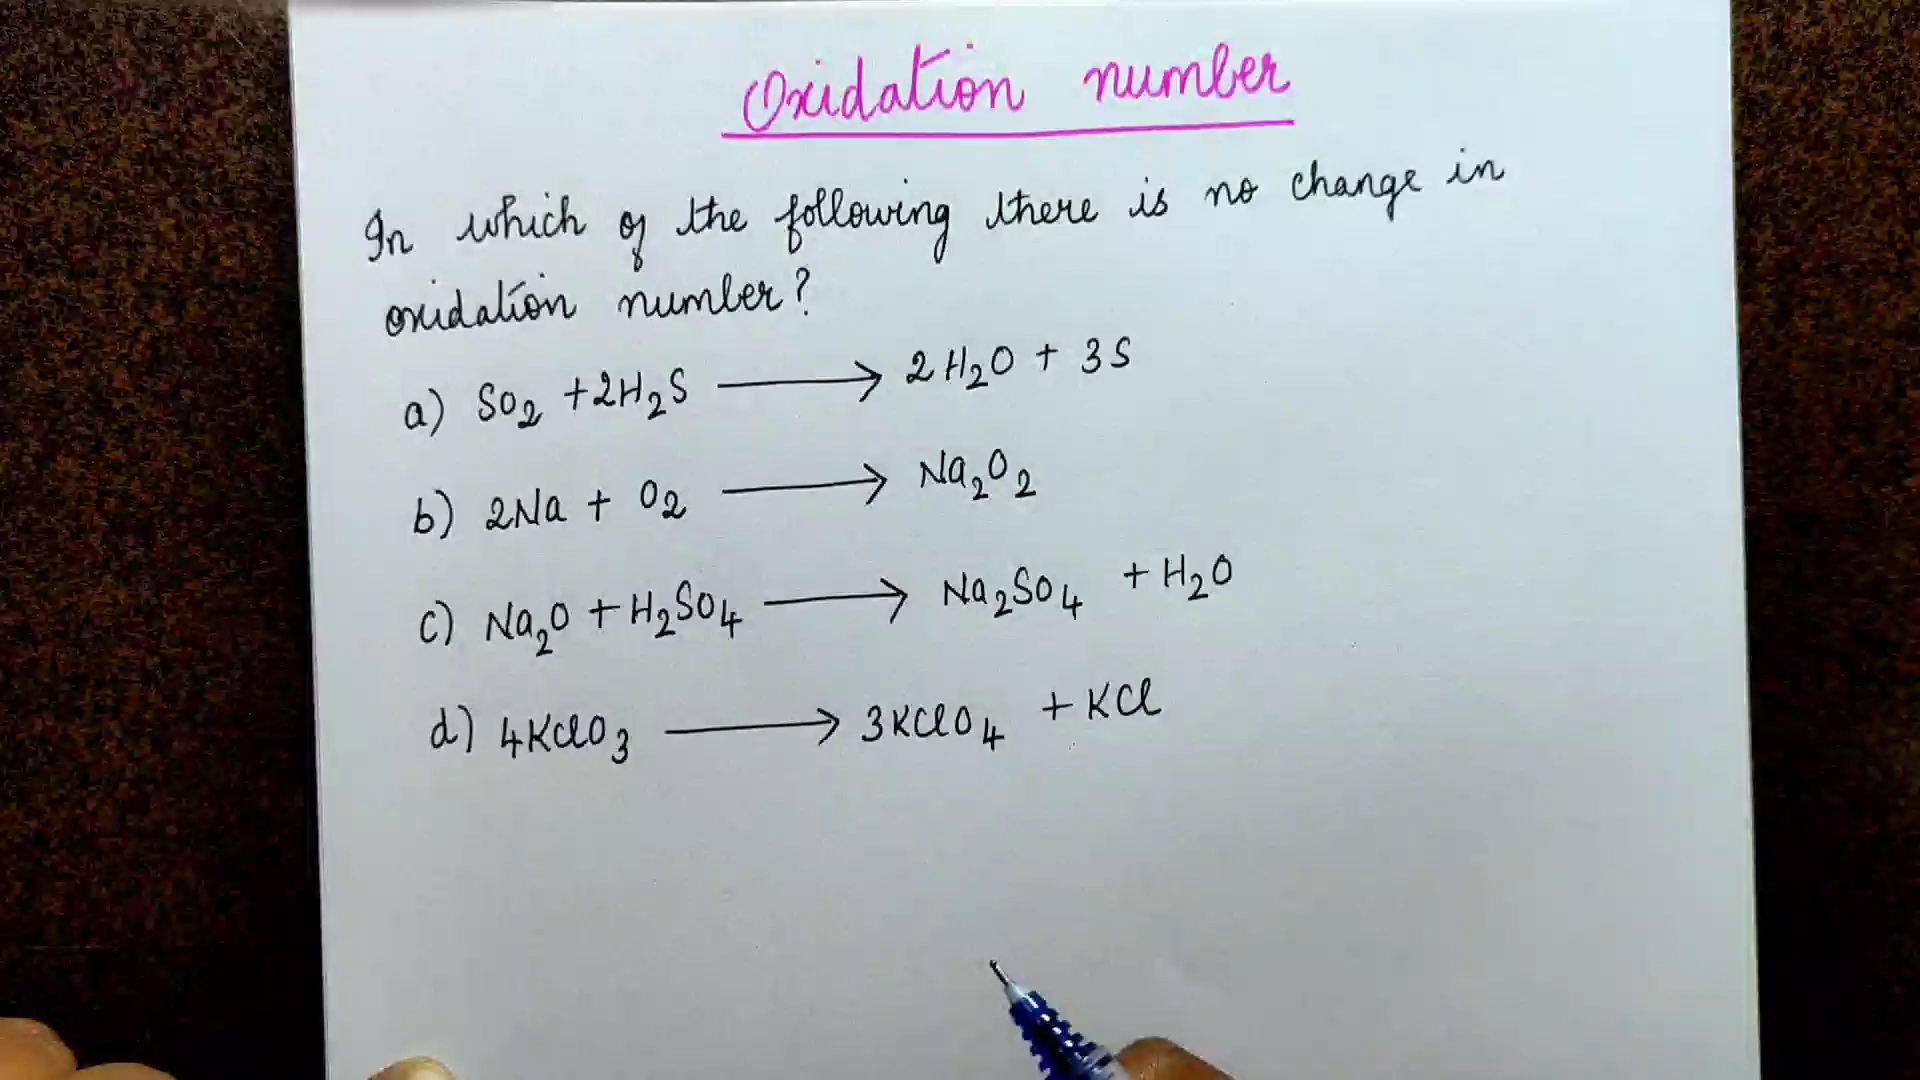 Oxidation number
In which of the following there is no change in
oxidation number?
a) SO₂ + 2H₂S ⟶ 2H₂O + 3S
b) 2Na + O₂ ⟶ Na₂O₂
c) Na₂O + H₂SO₄ ⟶ Na₂SO₄ + H₂O
d) 4KClO₃ ⟶ 3KClO₄ + KCl